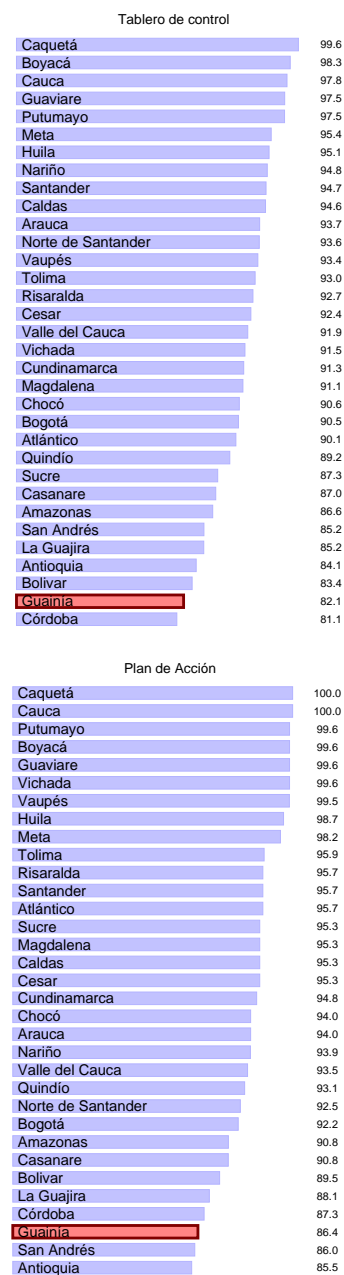 Tablero de control
Caquetá 99.6
Boyacá 98.3
Cauca 97.8
Guaviare 97.5
Putumayo 97.5
Meta 95.4
Huila 95.1
Nariño 94.8
Santander 94.7
Caldas 94.6
Arauca 93.7
Norte de Santander 93.6
Vaupés 93.4
Tolima 93.0
Risaralda 92.7
Cesar 92.4
Valle del Cauca 91.9
Vichada 91.5
Cundinamarca 91.3
Magdalena 91.1
Chocó 90.6
Bogotá 90.5
Atlántico 90.1
Quindío 89.2
Sucre 87.3
Casanare 87.0
Amazonas 86.6
San Andrés 85.2
La Guajira 85.2
Antioquia 84.1
Bolivar 83.4
Guainía 82.1
Córdoba 81.1
Plan de Acción
Caquetá 100.0
Cauca 100.0
Putumayo 99.6
Boyacá 99.6
Guaviare 99.6
Vichada 99.6
Vaupés 99.5
Huila 98.7
Meta 98.2
Tolima 95.9
Risaralda 95.7
Santander 95.7
Atlántico 95.7
Sucre 95.3
Magdalena 95.3
Caldas 95.3
Cesar 95.3
Cundinamarca 94.8
Chocó 94.0
Arauca 94.0
Nariño 93.9
Valle del Cauca 93.5
Quindío 93.1
Norte de Santander 92.5
Bogotá 92.2
Amazonas 90.8
Casanare 90.8
Bolivar 89.5
La Guajira 88.1
Córdoba 87.3
Guainía 86.4
San Andrés 86.0
Antioquia 85.5